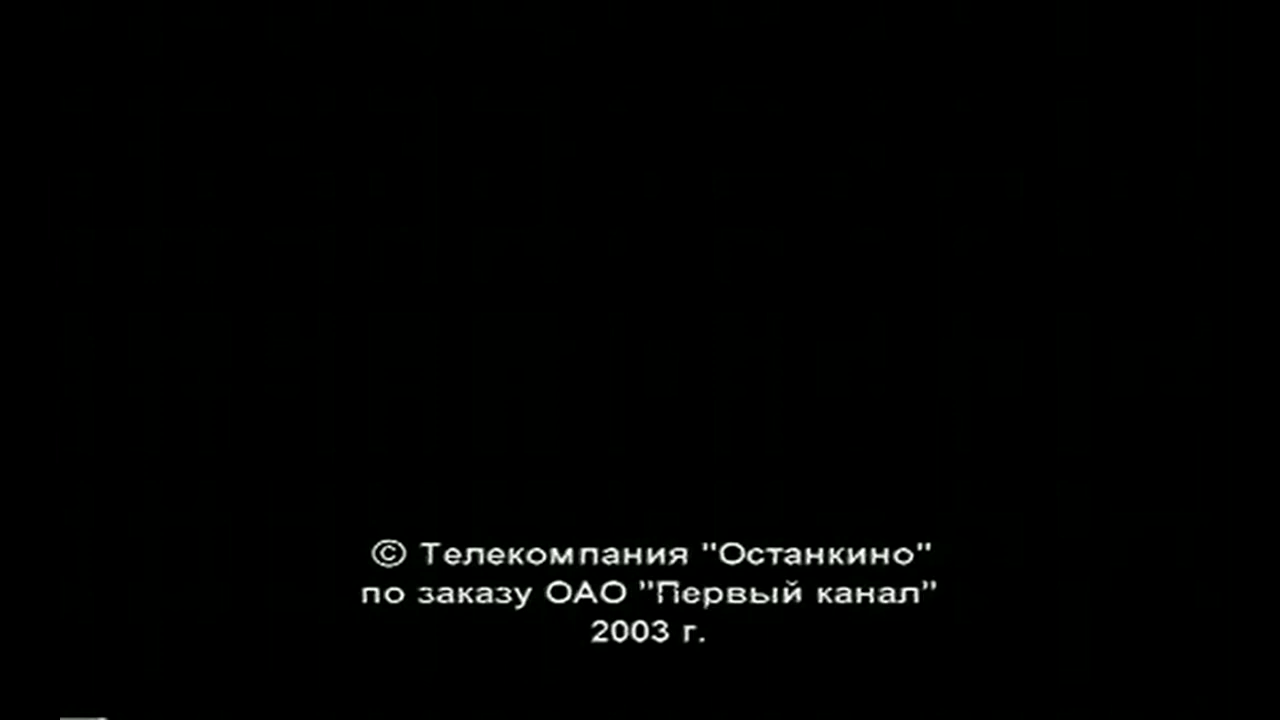 © Телекомпания "Останкино"
по заказу ОАО "Первый канал"
2003 г.